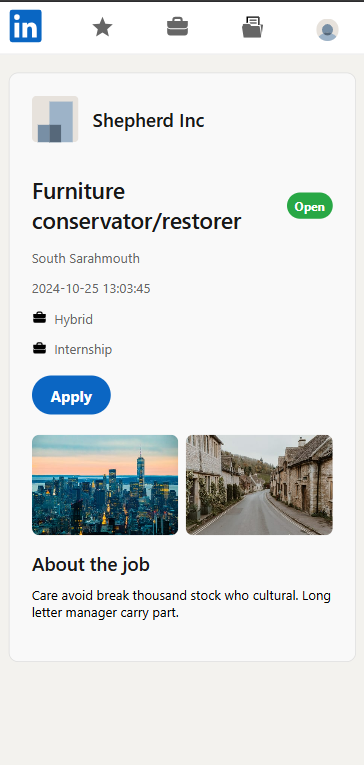 in
Shepherd Inc
Furniture
conservator/restorer
Open
South Sarahmouth
2024-10-25 13:03:45
Hybrid
Internship
Apply
About the job
Care avoid break thousand stock who cultural. Long
letter manager carry part.